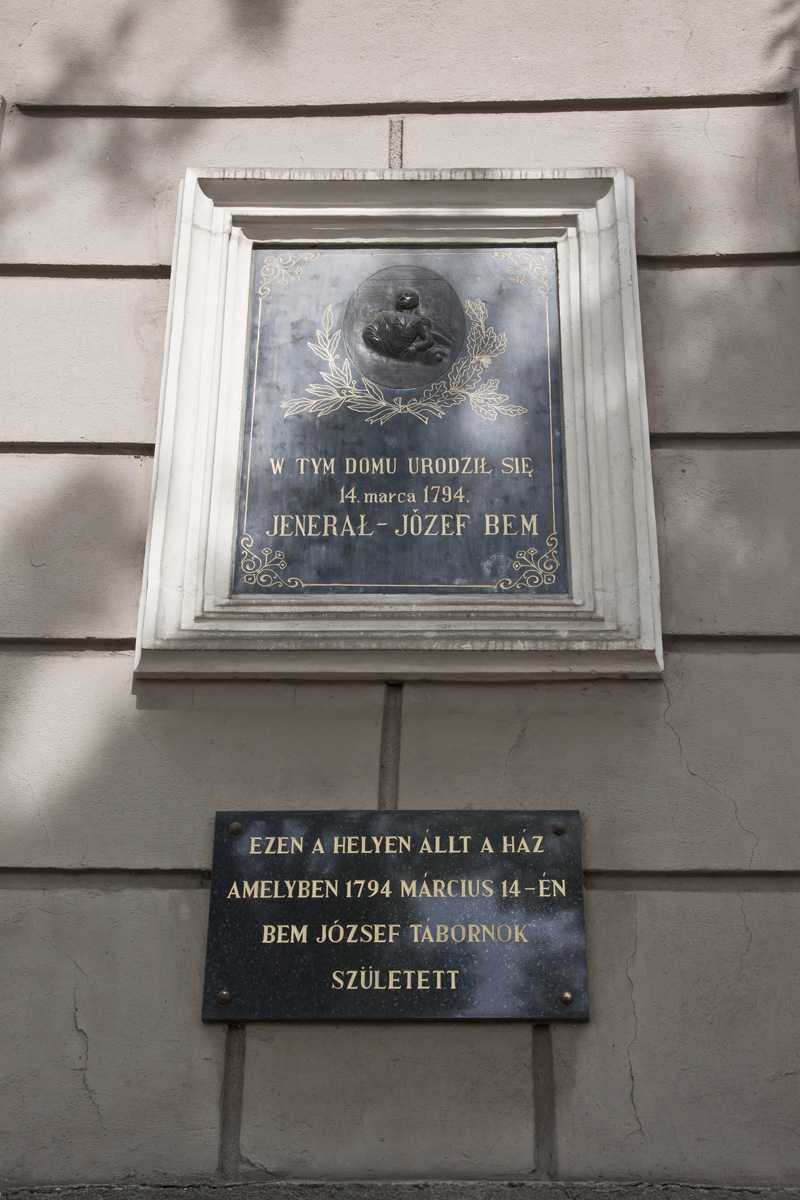 W TYM DOMU URODZIŁ SIĘ
14. marca 1794.
JENERAŁ - JÓZEF BEM
EZEN A HELYEN ÁLLT A HÁZ
AMELYBEN 1794 MÁRCIUS 14-ÉN
BEM JÓZSEF TÁBORNOK
SZÜLETETT